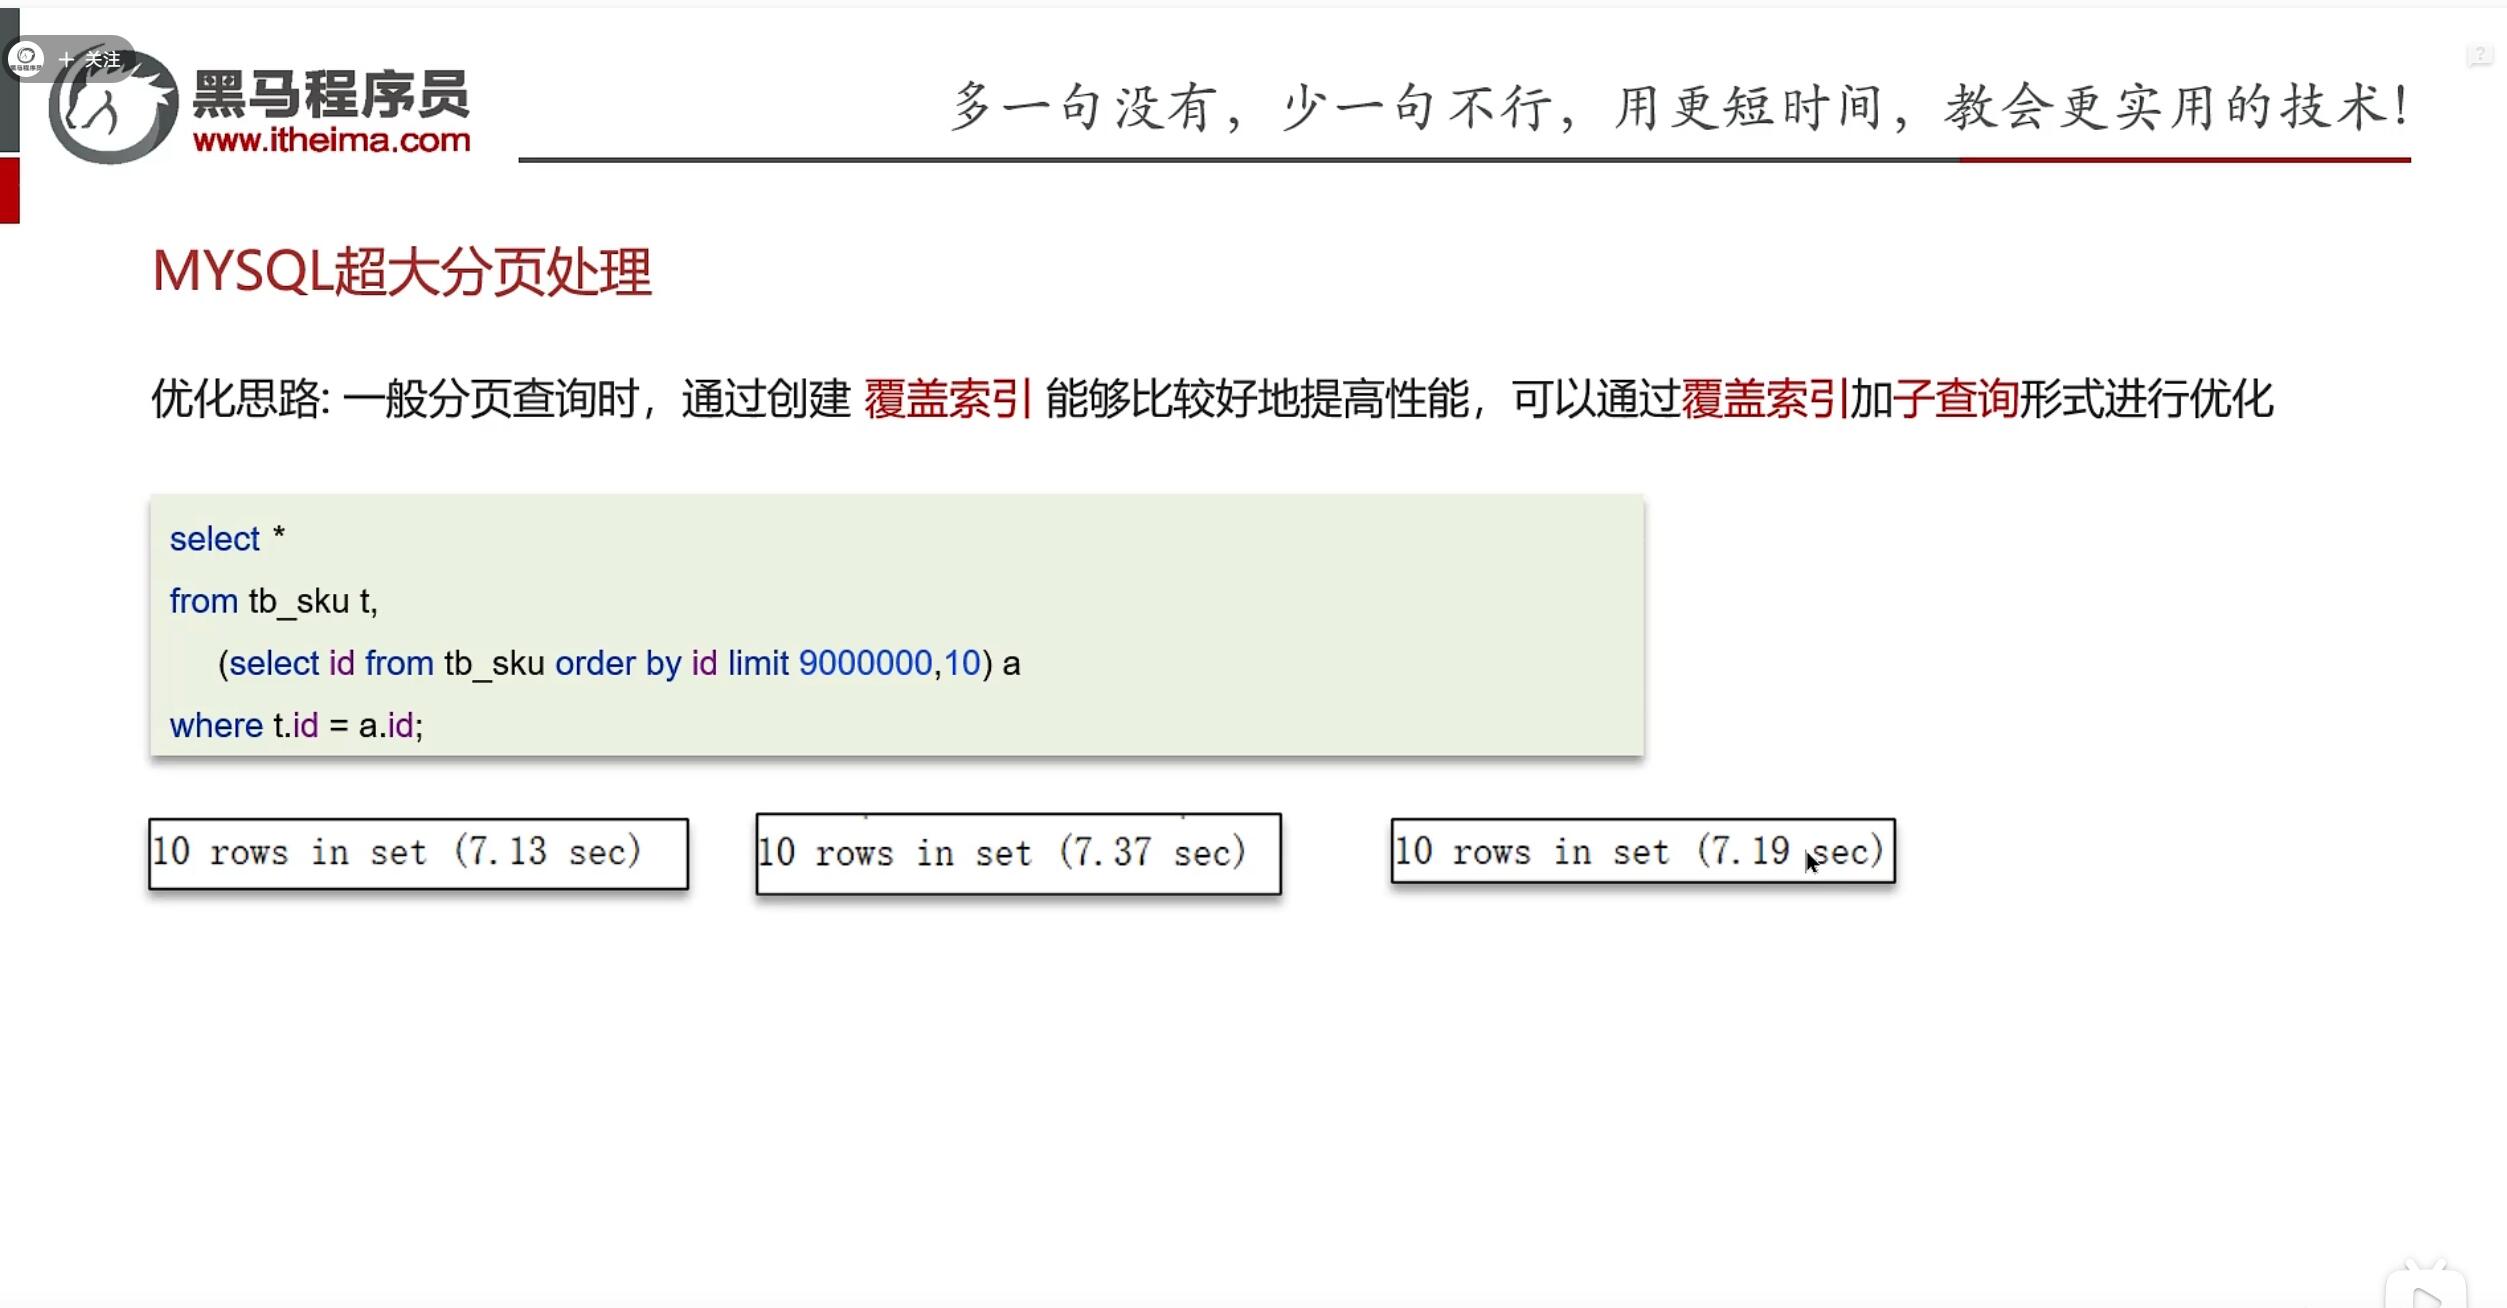 + 关注
黑马程序员
www.itheima.com
多一句没有，少一句不行，用更短时间，教会更实用的技术！
MYSQL超大分页处理
优化思路: 一般分页查询时，通过创建 覆盖索引 能够比较好地提高性能，可以通过覆盖索引加子查询形式进行优化
select *
from tb_sku t,
(select id from tb_sku order by id limit 9000000,10) a
where t.id = a.id;
10 rows in set (7.13 sec)
10 rows in set (7.37 sec)
10 rows in set (7.19 sec)